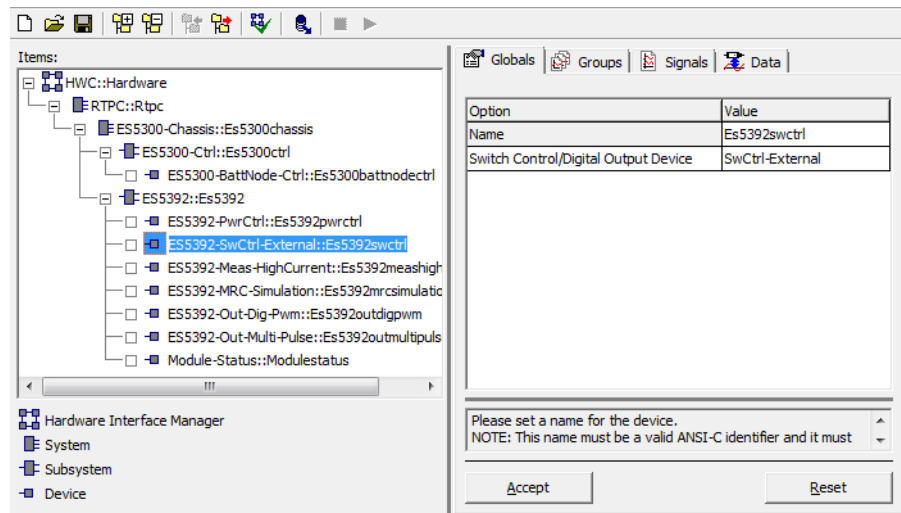 Items:
HWC::Hardware
RTPC::Rtpc
ES5300-Chassis::Es5300chassis
ES5300-Ctrl::Es5300ctrl
ES5300-BattNode-Ctrl::Es5300battnodectrl
ES5392::Es5392
ES5392-PwrCtrl::Es5392pwrctrl
ES5392-SwCtrl-External::Es5392swctrl
ES5392-Meas-HighCurrent::Es5392meashigh
ES5392-MRC-Simulation::Es5392mrcsimulatic
ES5392-Out-Dig-Pwm::Es5392outdigpwm
ES5392-Out-Multi-Pulse::Es5392outmultipuls
Module-Status::Modulestatus
Hardware Interface Manager
System
Subsystem
Device
Globals Groups Signals Data
Option Value
Name Es5392swctrl
Switch Control/Digital Output Device SwCtrl-External
Please set a name for the device.
NOTE: This name must be a valid ANSI-C identifier and it must
Accept Reset